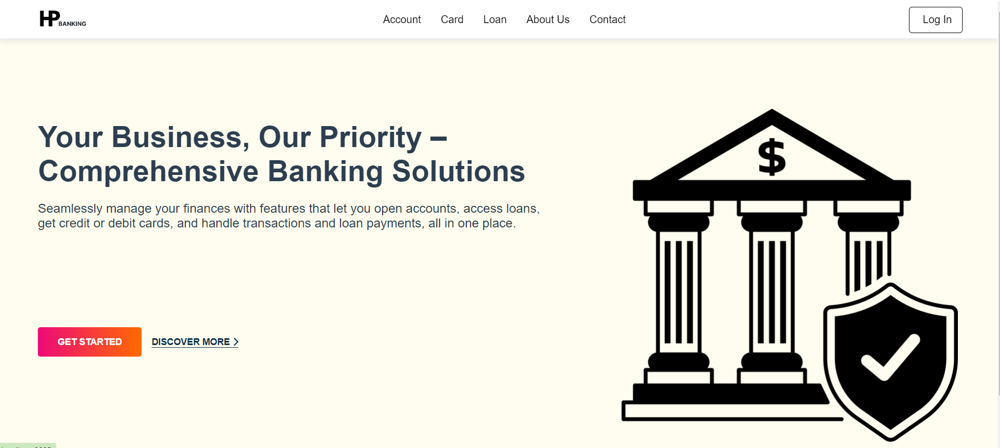 HP BANKING
Account
Card
Loan
About Us
Contact
Log In
Your Business, Our Priority –
Comprehensive Banking Solutions
$
Seamlessly manage your finances with features that let you open accounts, access loans,
get credit or debit cards, and handle transactions and loan payments, all in one place.
GET STARTED
DISCOVER MORE